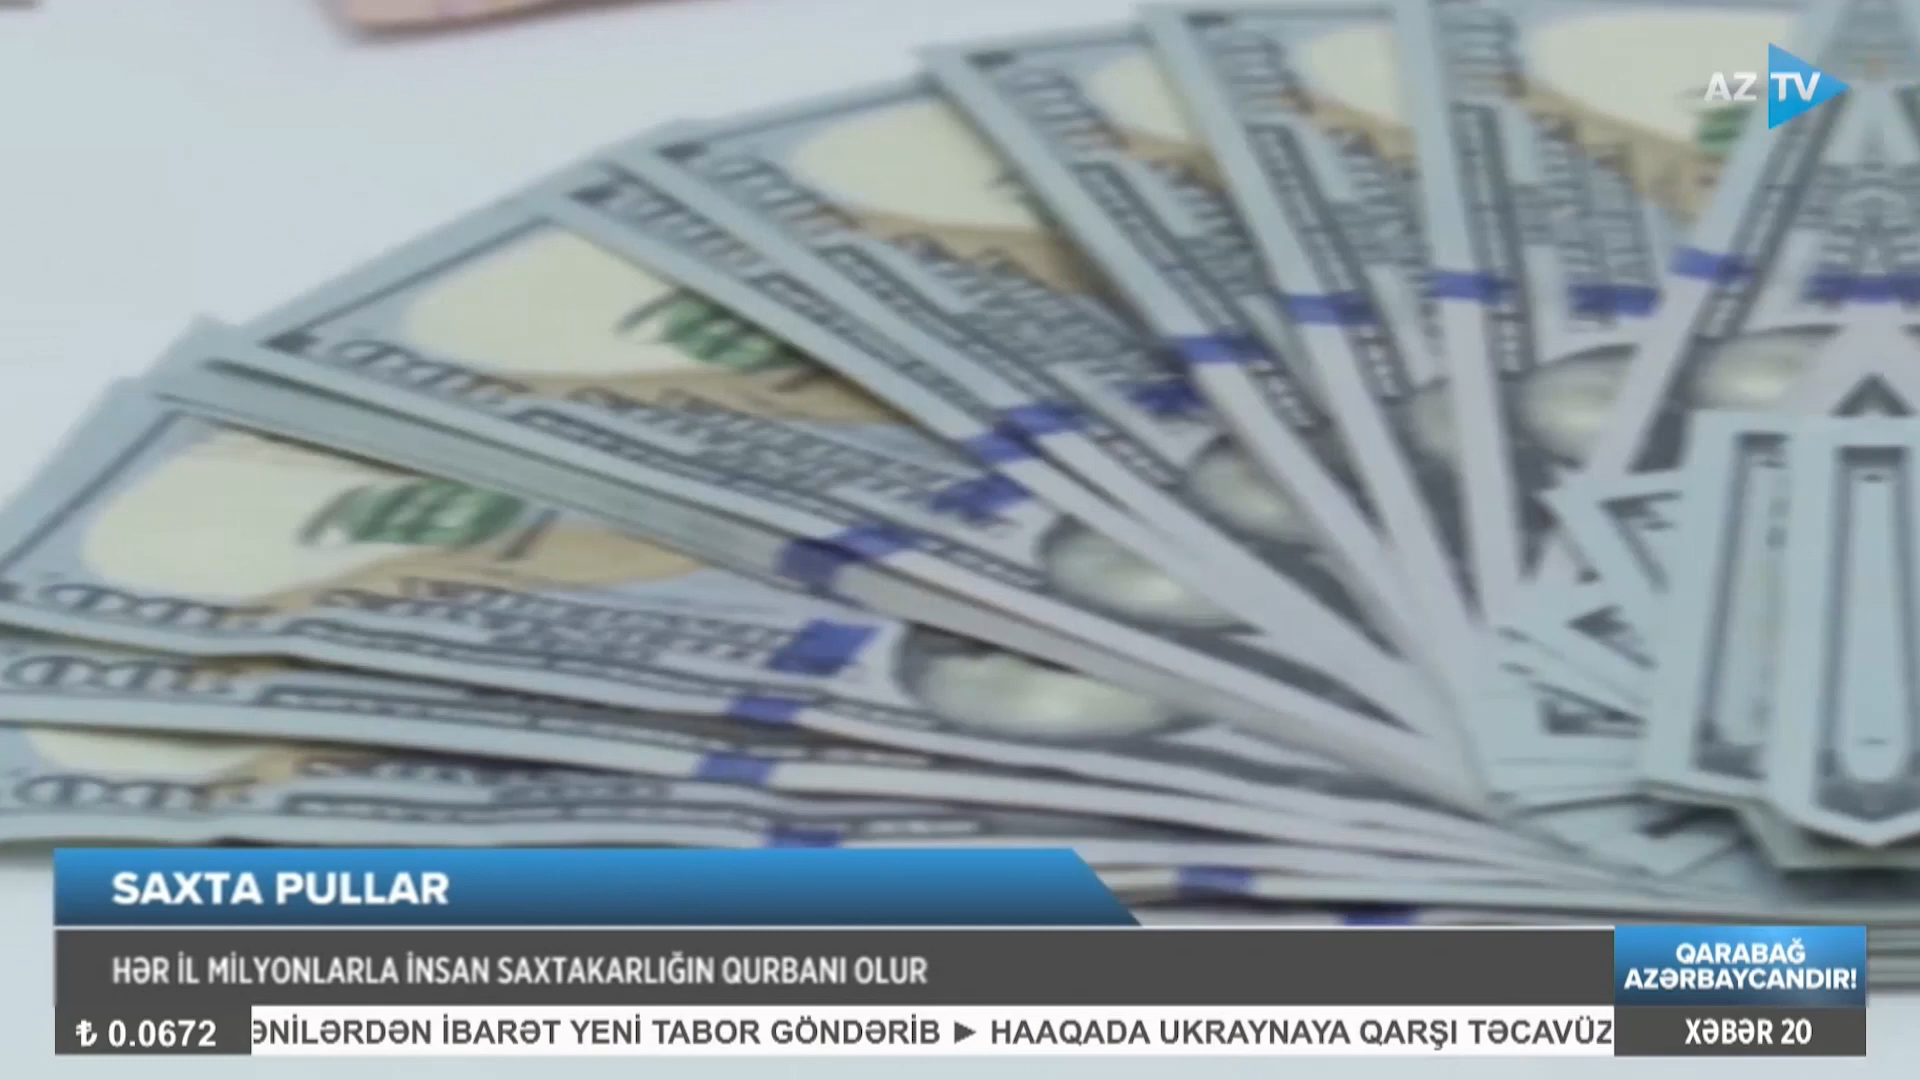 AZ TV
SAXTA PULLAR
HƏR İL MİLYONLARLA İNSAN SAXTAKARLIĞIN QURBANI OLUR
QARABAĞ
AZƏRBAYCANDIR!
₺ 0.0672
ƏNİLƏRDƏN İBARƏT YENİ TABOR GÖNDƏRİB ► HAAQADA UKRAYNAYA QARŞI TƏCAVÜZ
XƏBƏR 20